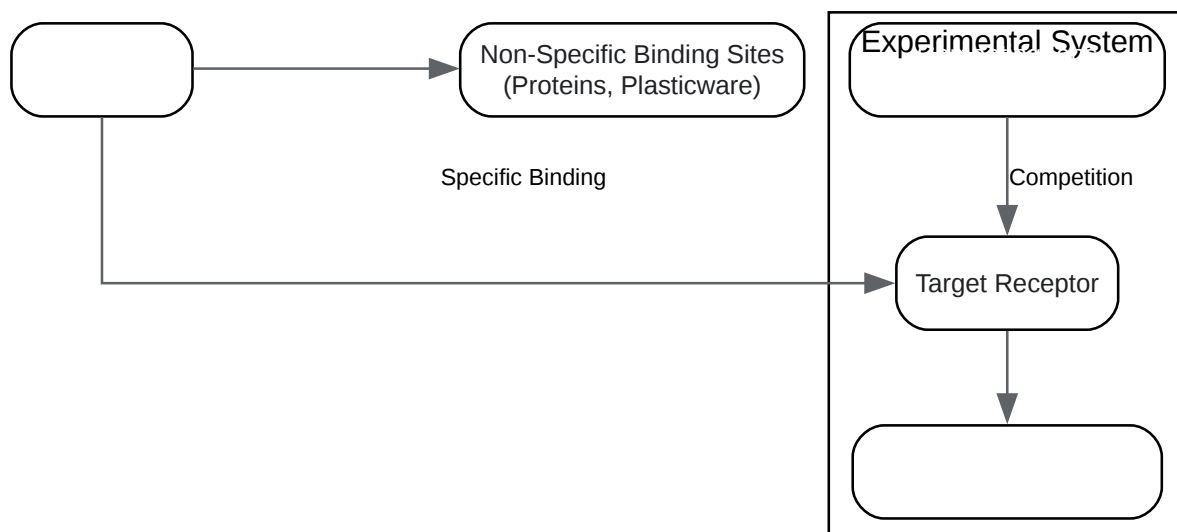 Experimental System
Non-Specific Binding Sites
(Proteins, Plasticware)
Specific Binding
Competition
Target Receptor